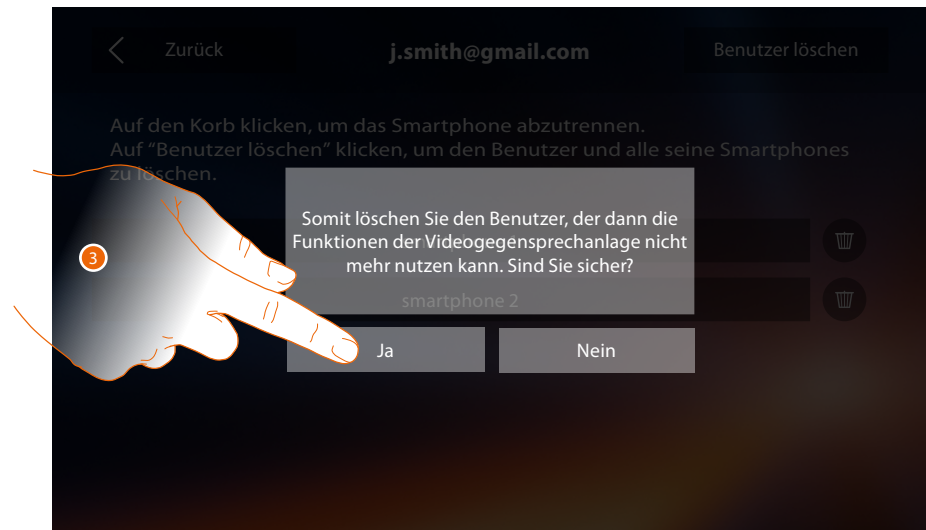 Zurück
j.smith@gmail.com
Benutzer löschen
Auf den Korb klicken, um das Smartphone abzutrennen.
Auf “Benutzer löschen” klicken, um den Benutzer und alle seine Smartphones
zu löschen.
Somit löschen Sie den Benutzer, der dann die
Funktionen der Videogegensprechanlage nicht
mehr nutzen kann. Sind Sie sicher?
3
smartphone 2
Ja
Nein